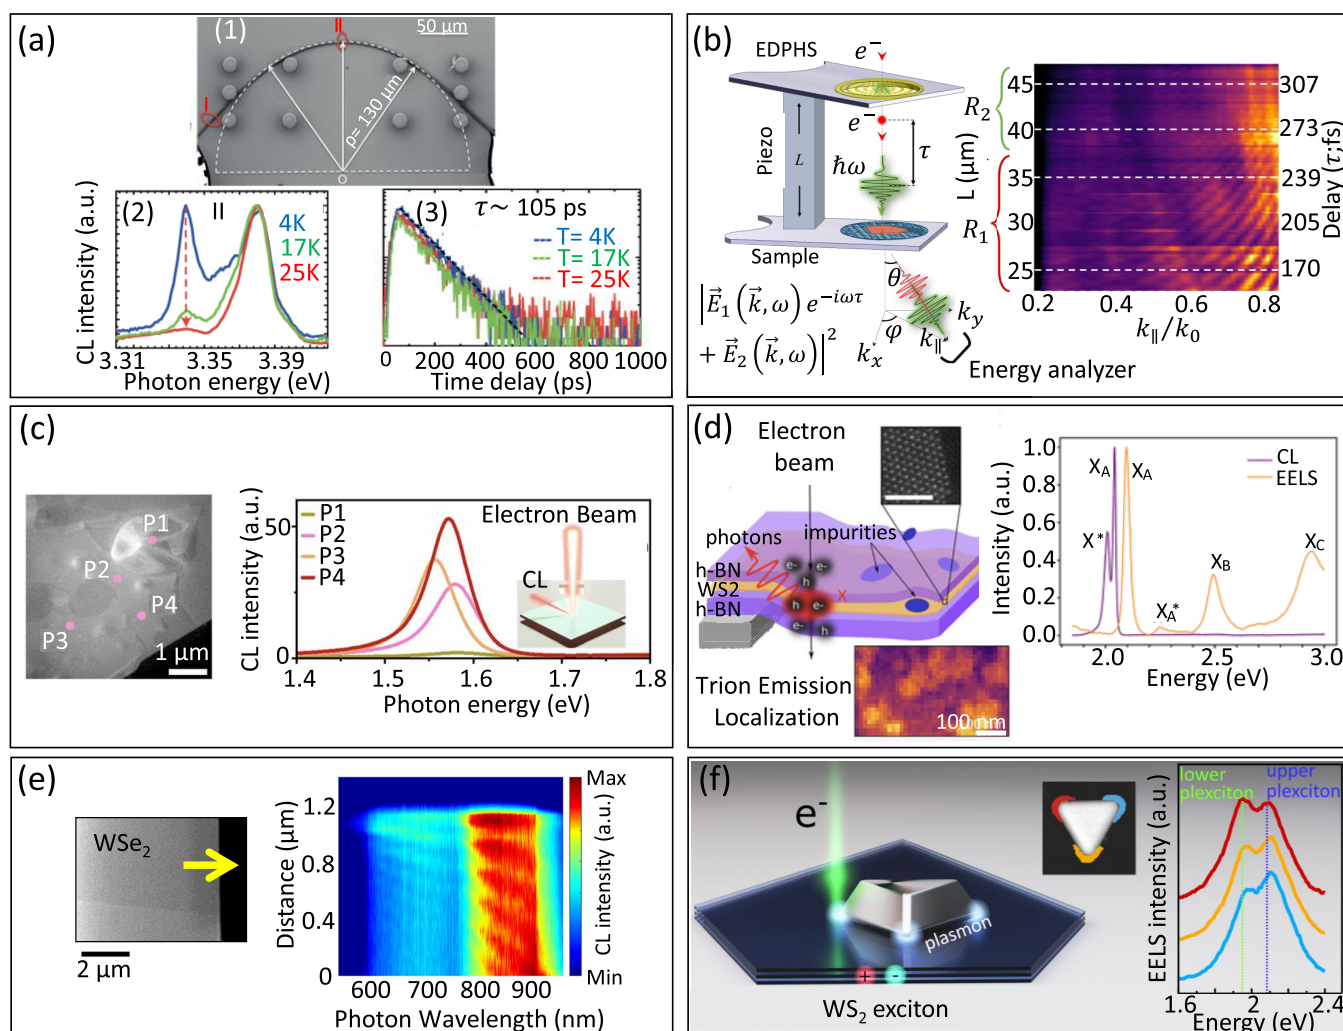 (a)
(1)
II
50 μm
I
ρ= 130 μm
O
(2)
II
4K
17K
25K
CL intensity (a.u.)
3.31
3.35
3.39
Photon energy (eV)
(3)
τ~ 105 ps
T= 4K
T= 17K
T= 25K
0
200
400
600
800
1000
Time delay (ps)
(b)
EDPHS
e⁻
e⁻
Piezo
L
τ
ħω
Sample
θ
φ
k_x
k_y
k_∥
|E⃗₁ (k⃗, ω) e^{-iωτ}
+ E⃗₂ (k⃗, ω)|²
Energy analyzer
R₂
R₁
L (μm)
45
40
35
30
25
307
273
239
205
170
Delay (τ;fs)
0.2
0.4
0.6
0.8
k_∥/k₀
(c)
P1
P2
P4
P3
1 μm
CL intensity (a.u.)
50
0
P1
P2
P3
P4
Electron Beam
CL
1.4
1.5
1.6
1.7
1.8
Photon energy (eV)
(d)
Electron
beam
photons
impurities
h-BN
WS2
h-BN
e-
e-
h
X
h
e-
e-
h
Trion Emission
Localization
100 nm
Intensity (a.u.)
1.0
0.8
0.6
0.4
0.2
0.0
CL
EELS
X_A
X_A
X*
X_A*
X_B
X_C
2.0
2.5
3.0
Energy (eV)
(e)
WSe₂
2 μm
Distance (μm)
1.2
0.8
0.4
0
600
700
800
900
Photon Wavelength (nm)
Max
CL intensity (a.u.)
Min
(f)
e⁻
plasmon
+
-
WS₂ exciton
EELS intensity (a.u.)
lower
plexciton
upper
plexciton
1.6
2
2.4
Energy (eV)